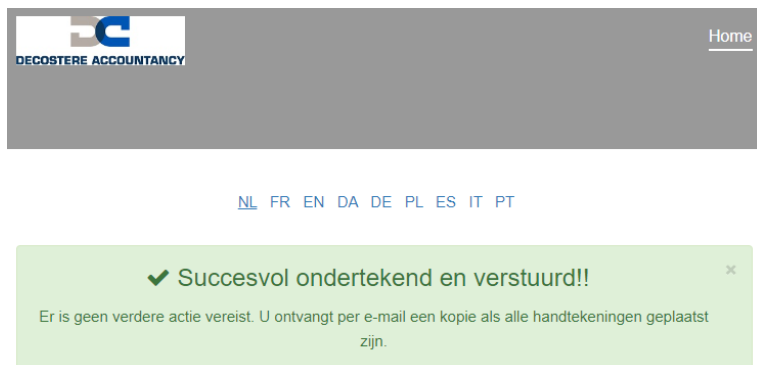 DC
DECOSTERE ACCOUNTANCY
Home
NL FR EN DA DE PL ES IT PT
✔ Succesvol ondertekend en verstuurd!!
×
Er is geen verdere actie vereist. U ontvangt per e-mail een kopie als alle handtekeningen geplaatst
zijn.